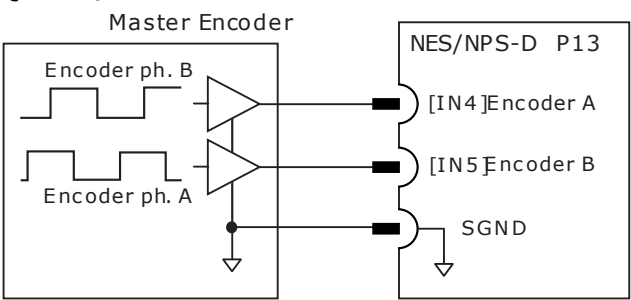 Master Encoder
NES/NPS-D P13
Encoder ph. B
[IN4]Encoder A
[IN5]Encoder B
Encoder ph. A
SGND